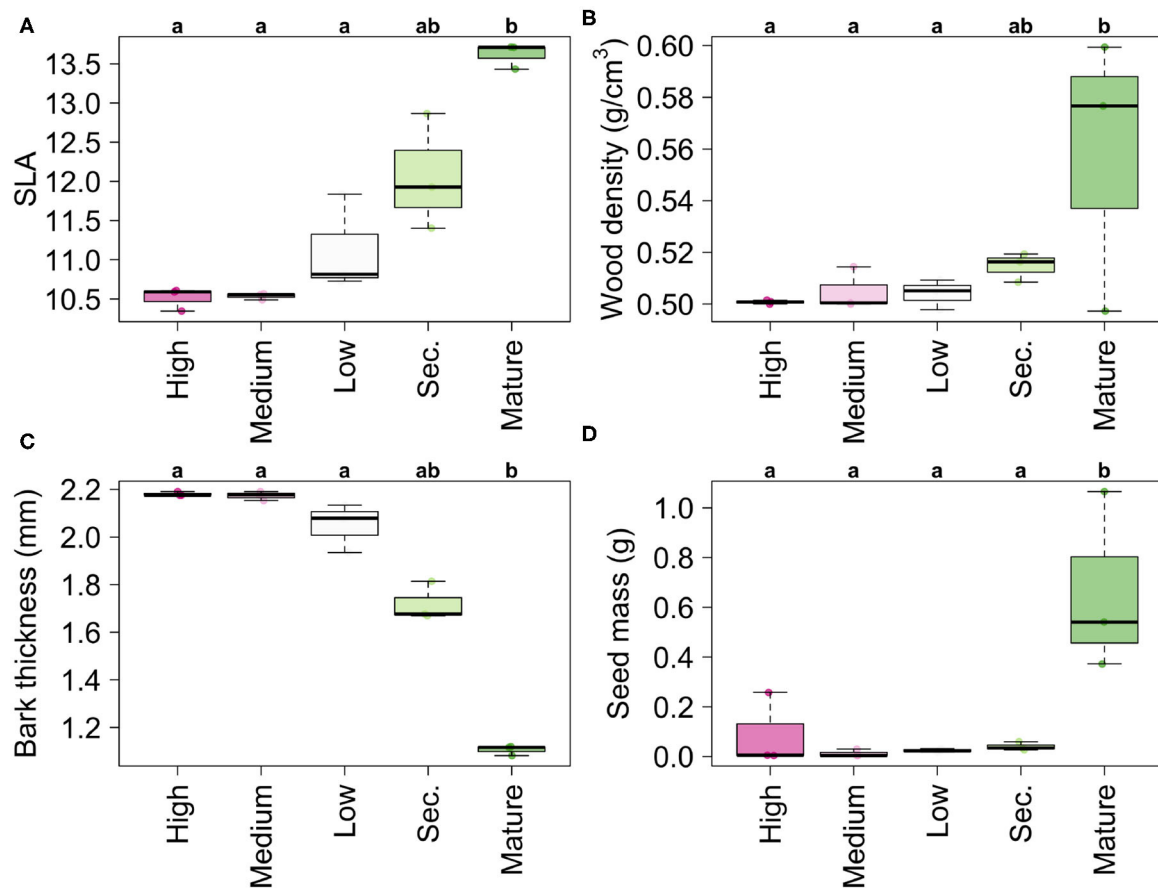 A
a a a ab b
SLA
13.5
13.0
12.5
12.0
11.5
11.0
10.5
High Medium Low Sec. Mature
B
a a a ab b
Wood density (g/cm³)
0.60
0.58
0.56
0.54
0.52
0.50
High Medium Low Sec. Mature
C
a a a ab b
Bark thickness (mm)
2.2
2.0
1.8
1.6
1.4
1.2
High Medium Low Sec. Mature
D
a a a a b
Seed mass (g)
1.0
0.8
0.6
0.4
0.2
0.0
High Medium Low Sec. Mature